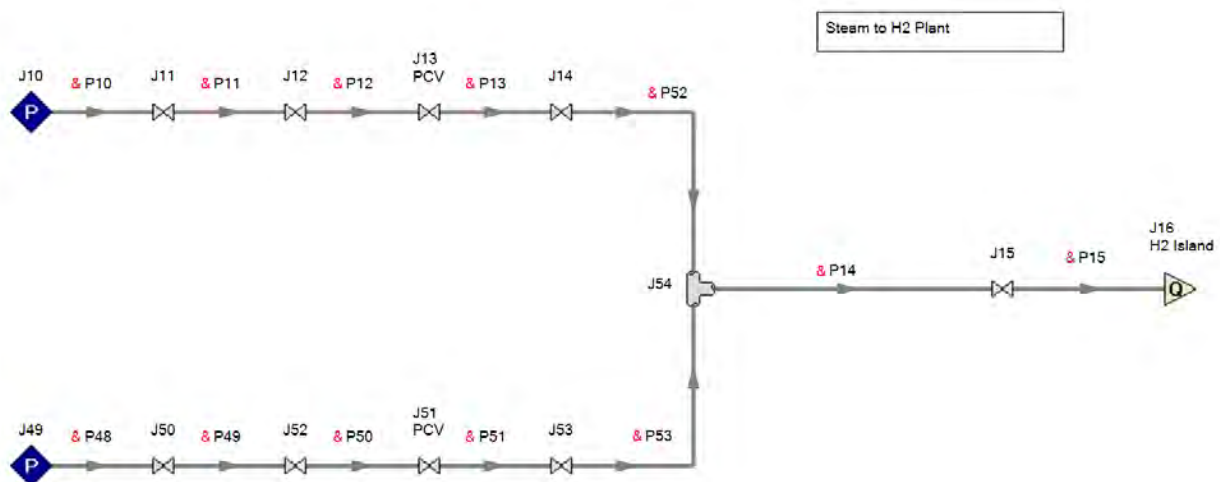 Steam to H2 Plant
J10
& P10
J11
& P11
J12
& P12
J13
PCV
& P13
J14
& P52
P
J16
H2 Island
J54
& P14
J15
& P15
Q
J49
& P48
J50
& P49
J52
& P50
J51
PCV
& P51
J53
& P53
P